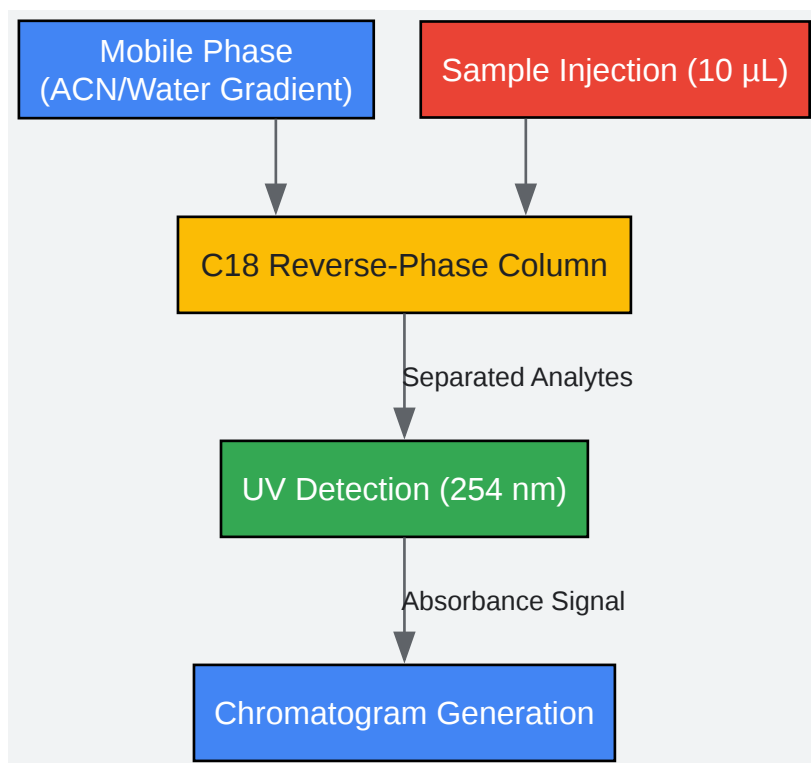 Mobile Phase
(ACN/Water Gradient)
Sample Injection (10 µL)
C18 Reverse-Phase Column
Separated Analytes
UV Detection (254 nm)
Absorbance Signal
Chromatogram Generation